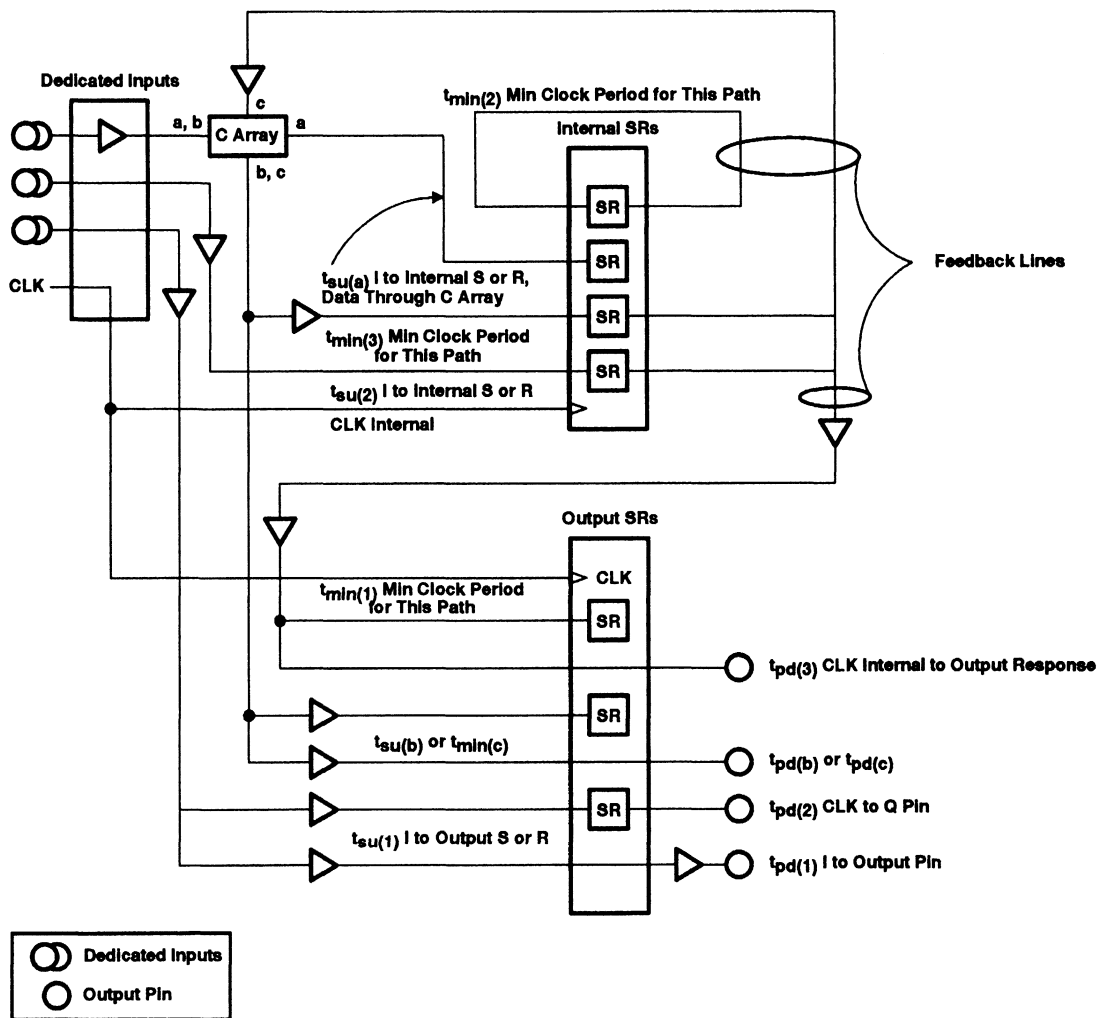 Dedicated Inputs
CLK
a, b
c
C Array
a
b, c
tmin(2) Min Clock Period for This Path
Internal SRs
SR
SR
SR
SR
tsu(a) I to Internal S or R,
Data Through C Array
tmin(3) Min Clock Period
for This Path
tsu(2) I to Internal S or R
CLK Internal
Feedback Lines
Output SRs
CLK
tmin(1) Min Clock Period
for This Path
SR
tpd(3) CLK Internal to Output Response
SR
tsu(b) or tmin(c)
tpd(b) or tpd(c)
SR
tpd(2) CLK to Q Pin
tsu(1) I to Output S or R
tpd(1) I to Output Pin
Dedicated Inputs
Output Pin